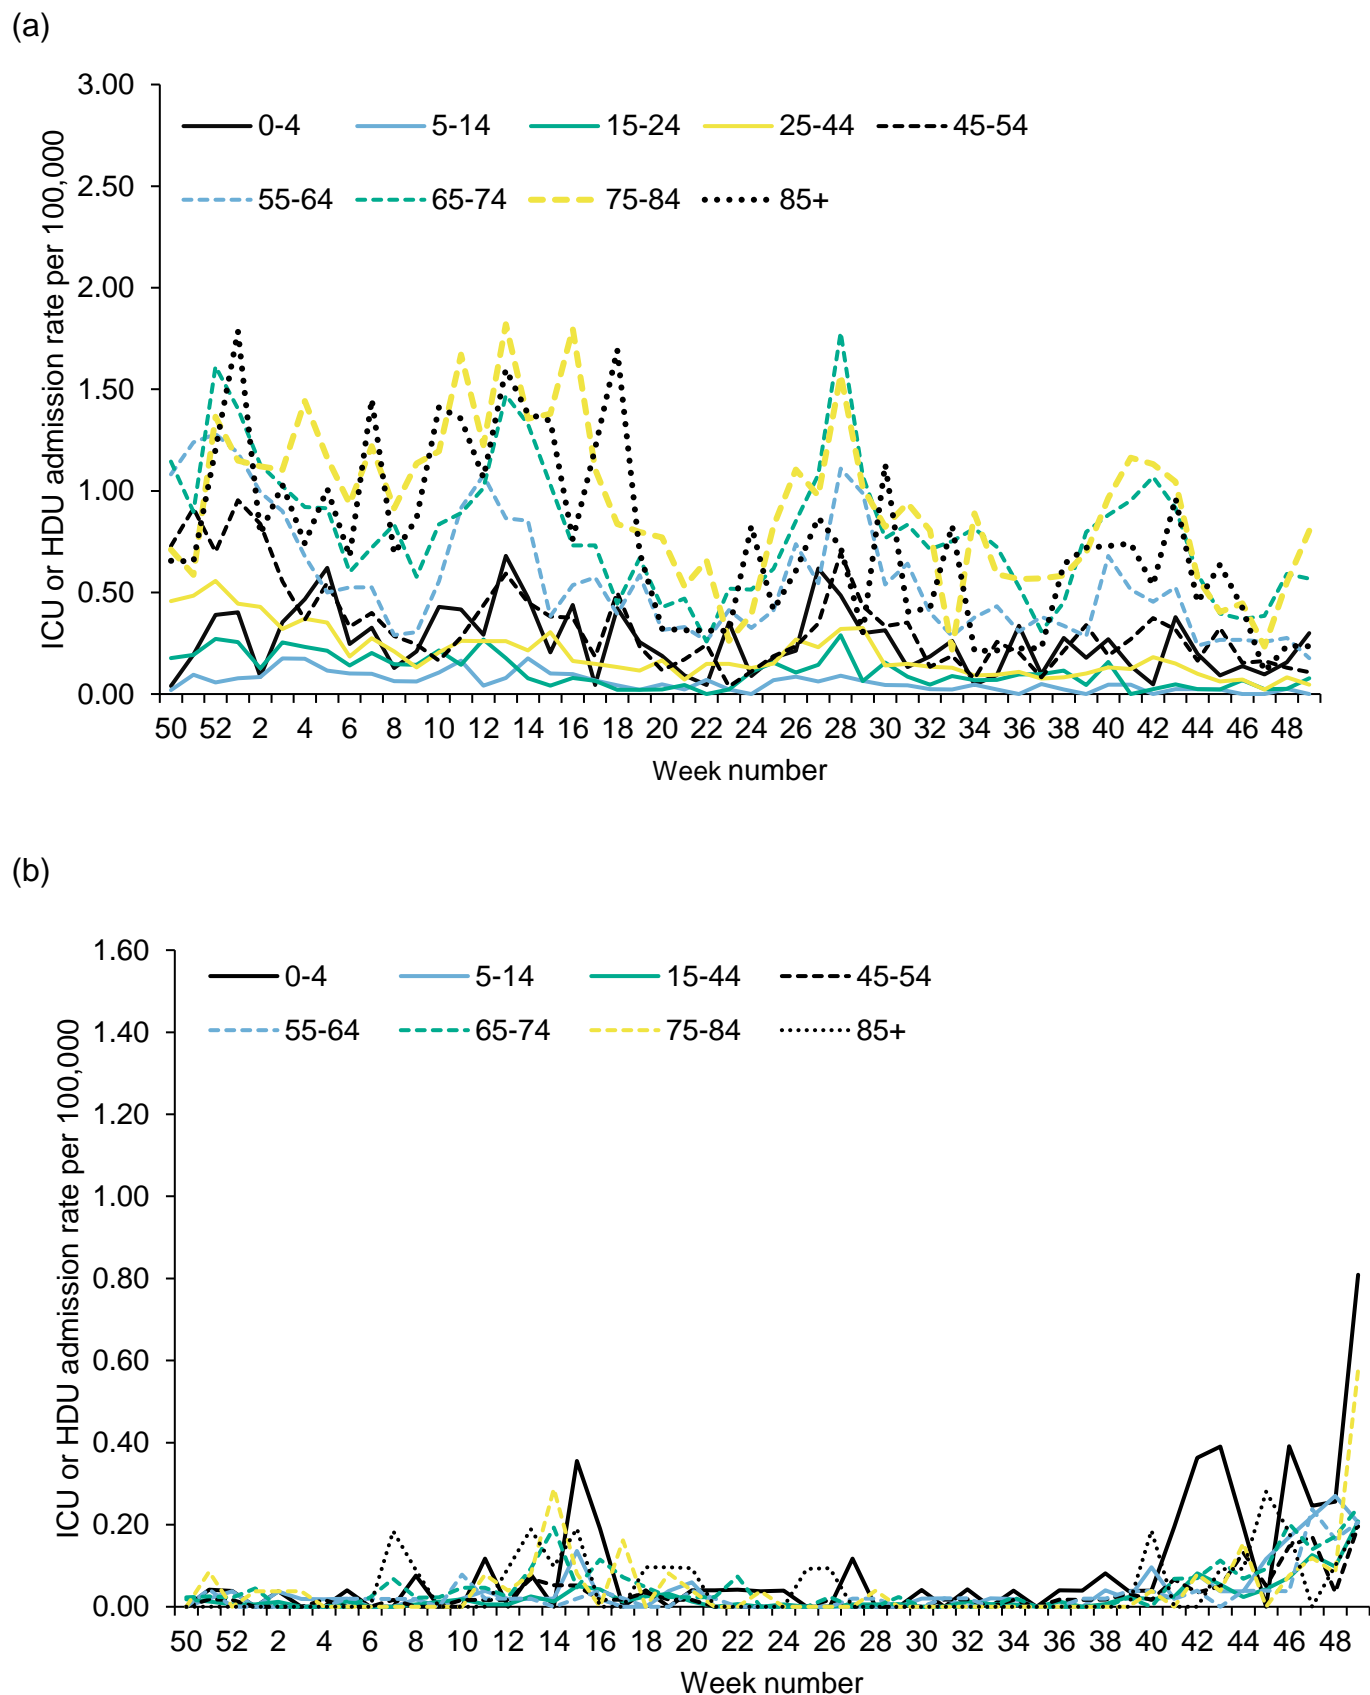 (a)
ICU or HDU admission rate per 100,000
3.00
2.50
2.00
1.50
1.00
0.50
0.00
0-4 5-14 15-24 25-44 45-54
55-64 65-74 75-84 85+
50 52 2 4 6 8 10 12 14 16 18 20 22 24 26 28 30 32 34 36 38 40 42 44 46 48
Week number
(b)
ICU or HDU admission rate per 100,000
1.60
1.40
1.20
1.00
0.80
0.60
0.40
0.20
0.00
0-4 5-14 15-44 45-54
55-64 65-74 75-84 85+
50 52 2 4 6 8 10 12 14 16 18 20 22 24 26 28 30 32 34 36 38 40 42 44 46 48
Week number